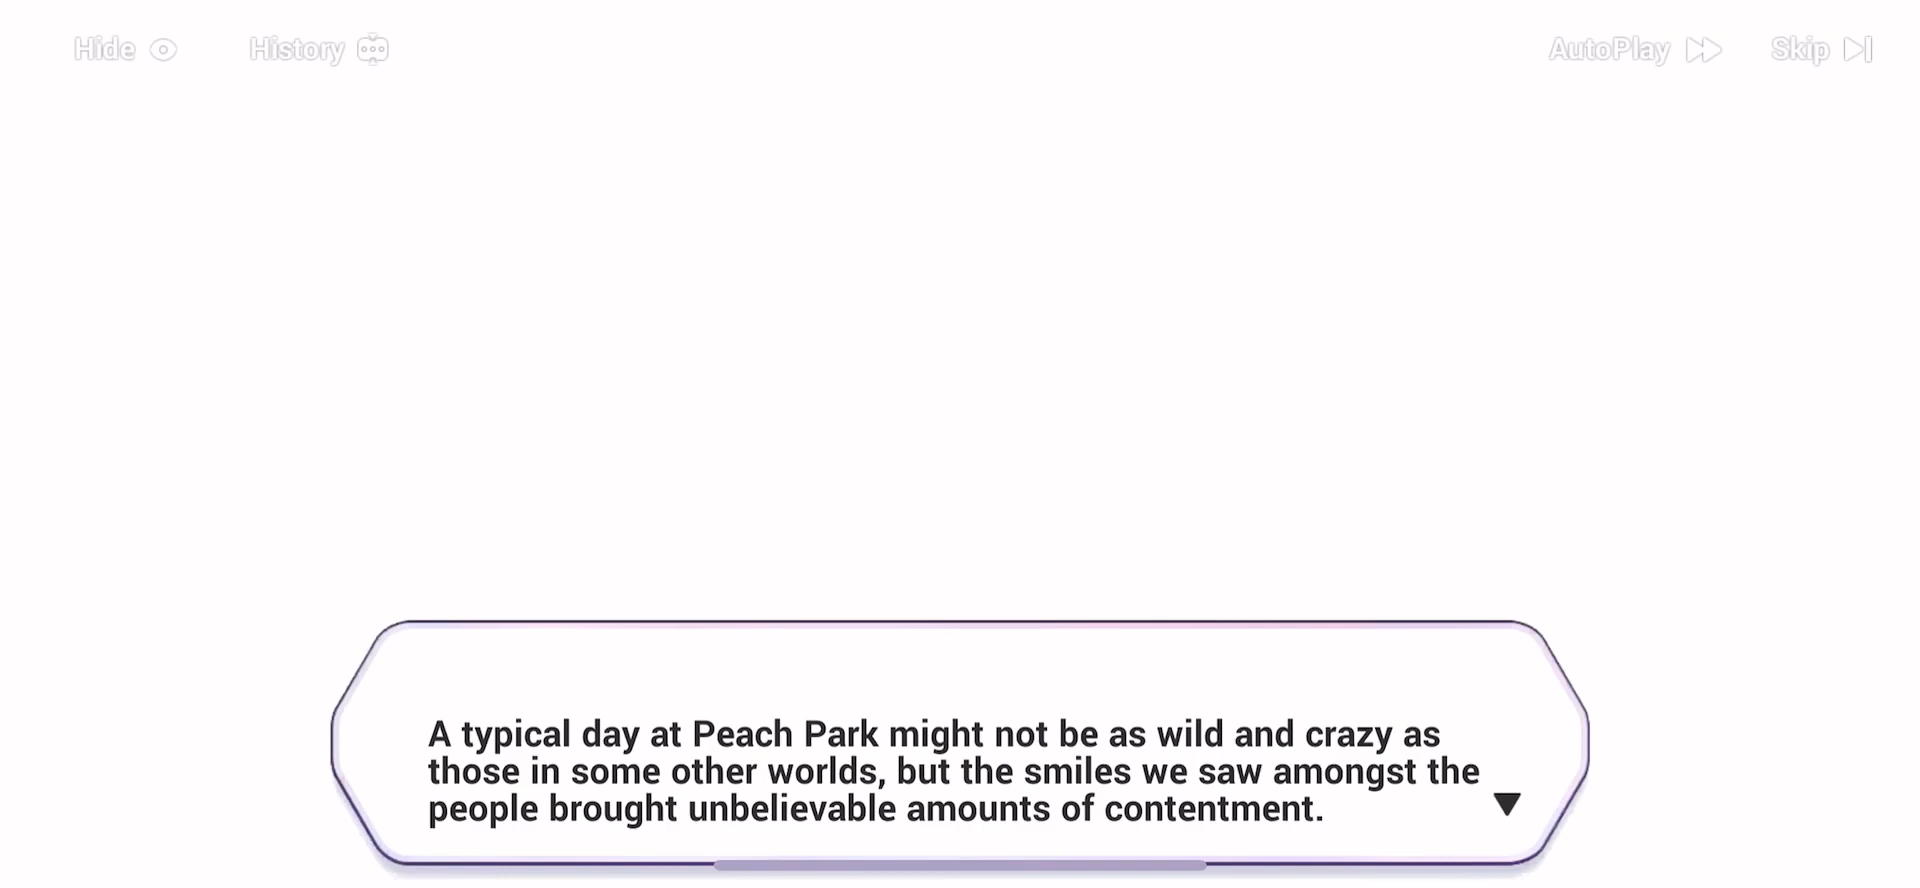 Hide
History
AutoPlay
Skip
A typical day at Peach Park might not be as wild and crazy as
those in some other worlds, but the smiles we saw amongst the
people brought unbelievable amounts of contentment.